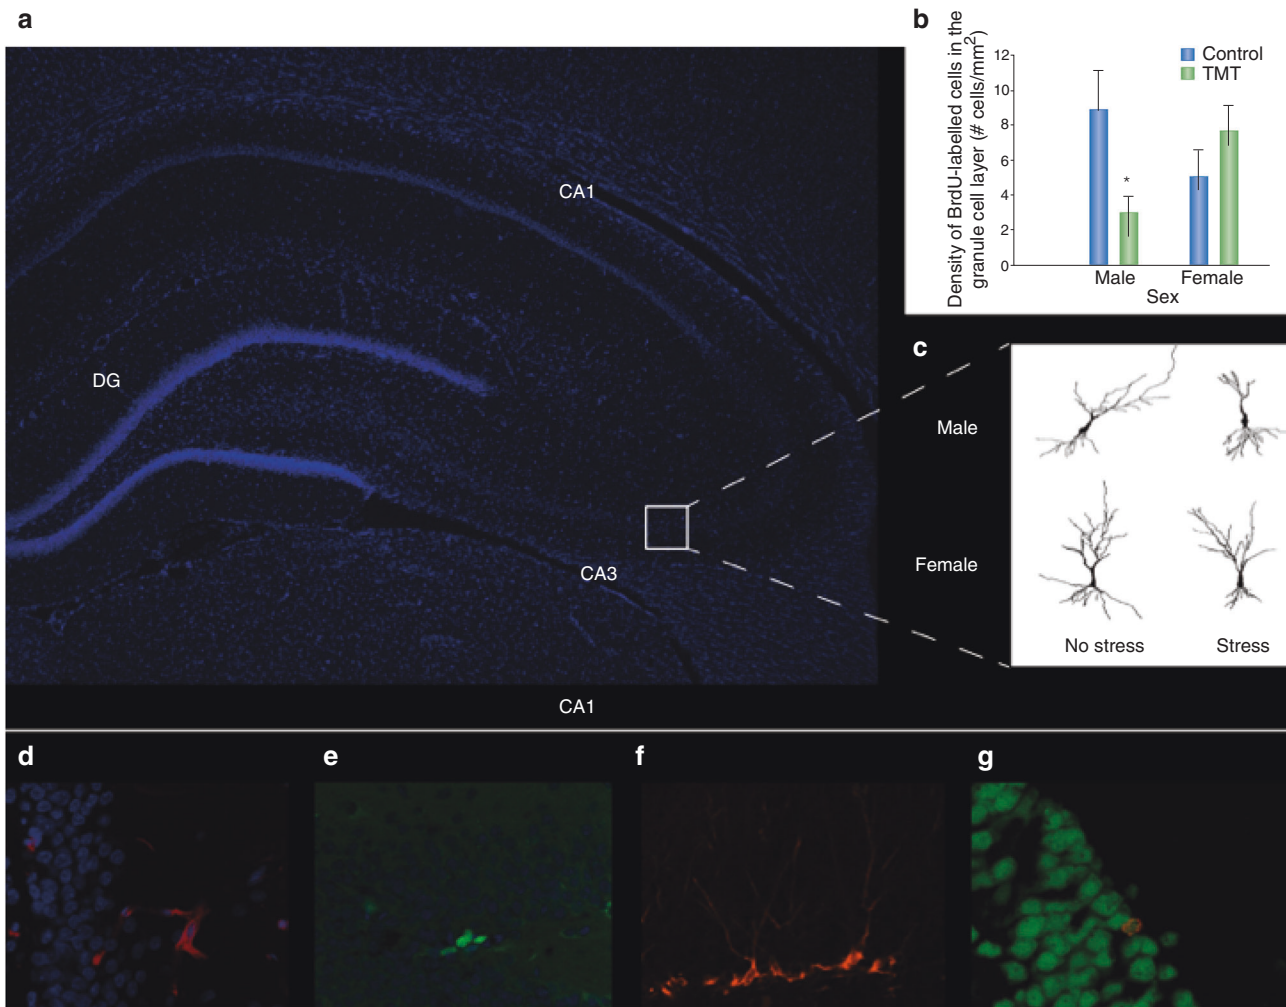 a
CA1
DG
CA3
CA1
b
Density of BrdU-labelled cells in the
granule cell layer (# cells/mm²)
12
10
8
6
4
2
0
Control
TMT
*
Male
Female
Sex
c
Male
Female
No stress
Stress
d
e
f
g